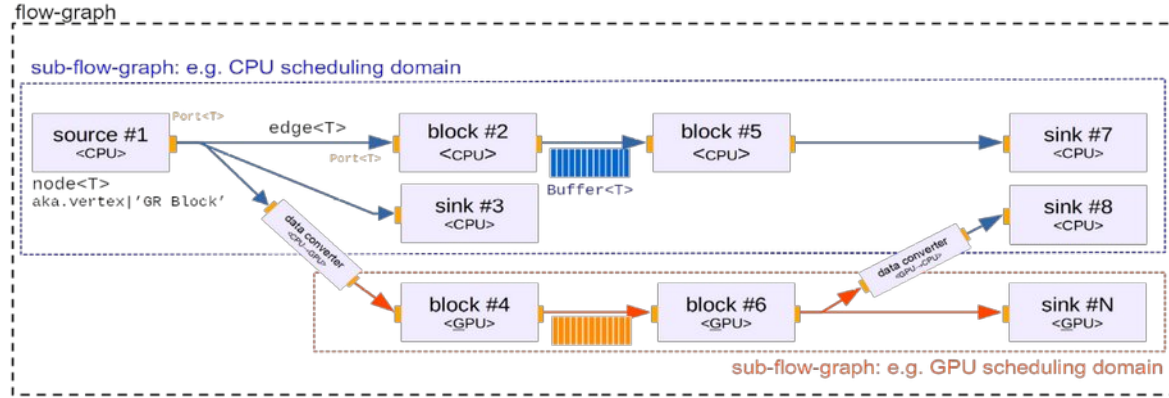 flow-graph
sub-flow-graph: e.g. CPU scheduling domain
source #1
<CPU>
Port<T>
edge<T>
Port<T>
block #2
<CPU>
Buffer<T>
block #5
<CPU>
sink #7
<CPU>
node<T>
aka.vertex|'GR Block'
sink #3
<CPU>
sink #8
<CPU>
data converter
<CPU→GPU>
data converter
<GPU→CPU>
block #4
<GPU>
block #6
<GPU>
sink #N
<GPU>
sub-flow-graph: e.g. GPU scheduling domain